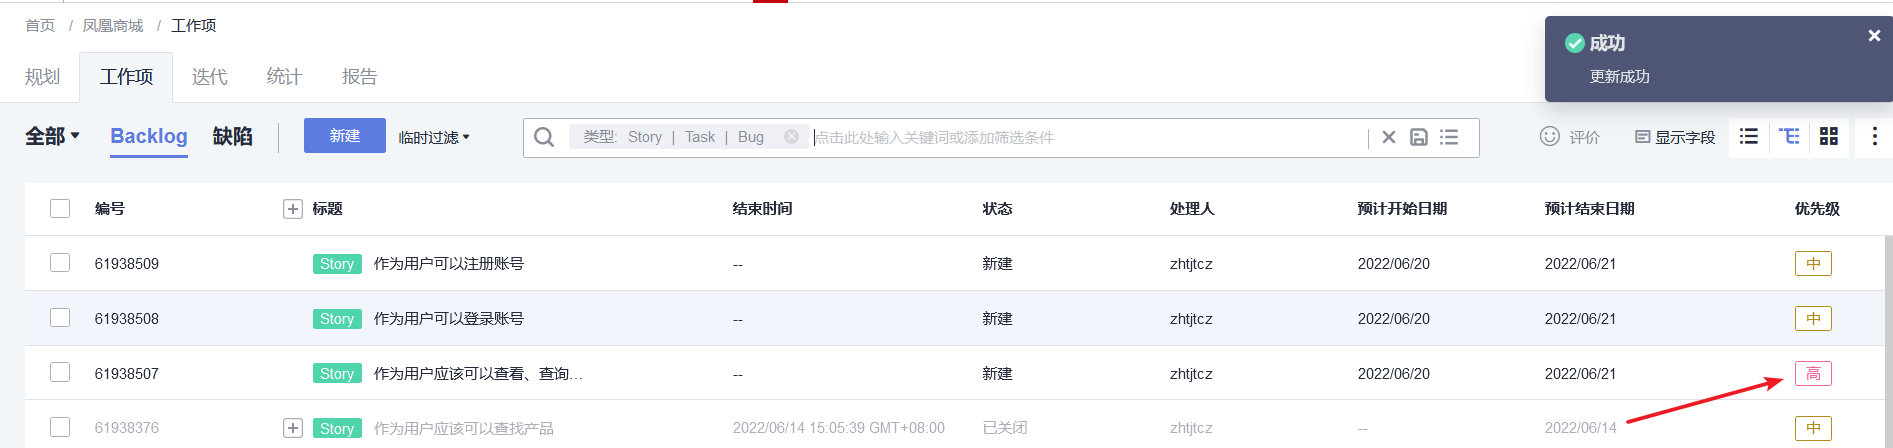 首页 / 凤凰商城 / 工作项
成功
更新成功
规划 工作项 迭代 统计 报告
全部 Backlog 缺陷 新建 临时过滤 类型: Story | Task | Bug 点击此处输入关键词或添加筛选条件 评价 显示字段
编号 标题 结束时间 状态 处理人 预计开始日期 预计结束日期 优先级
61938509 Story 作为用户可以注册账号 -- 新建 zhtjtcz 2022/06/20 2022/06/21 中
61938508 Story 作为用户可以登录账号 -- 新建 zhtjtcz 2022/06/20 2022/06/21 中
61938507 Story 作为用户应该可以查看、查询... -- 新建 zhtjtcz 2022/06/20 2022/06/21 高
61938376 Story 作为用户应该可以查找产品 2022/06/14 15:05:39 GMT+08:00 已关闭 zhtjtcz -- 2022/06/14 中